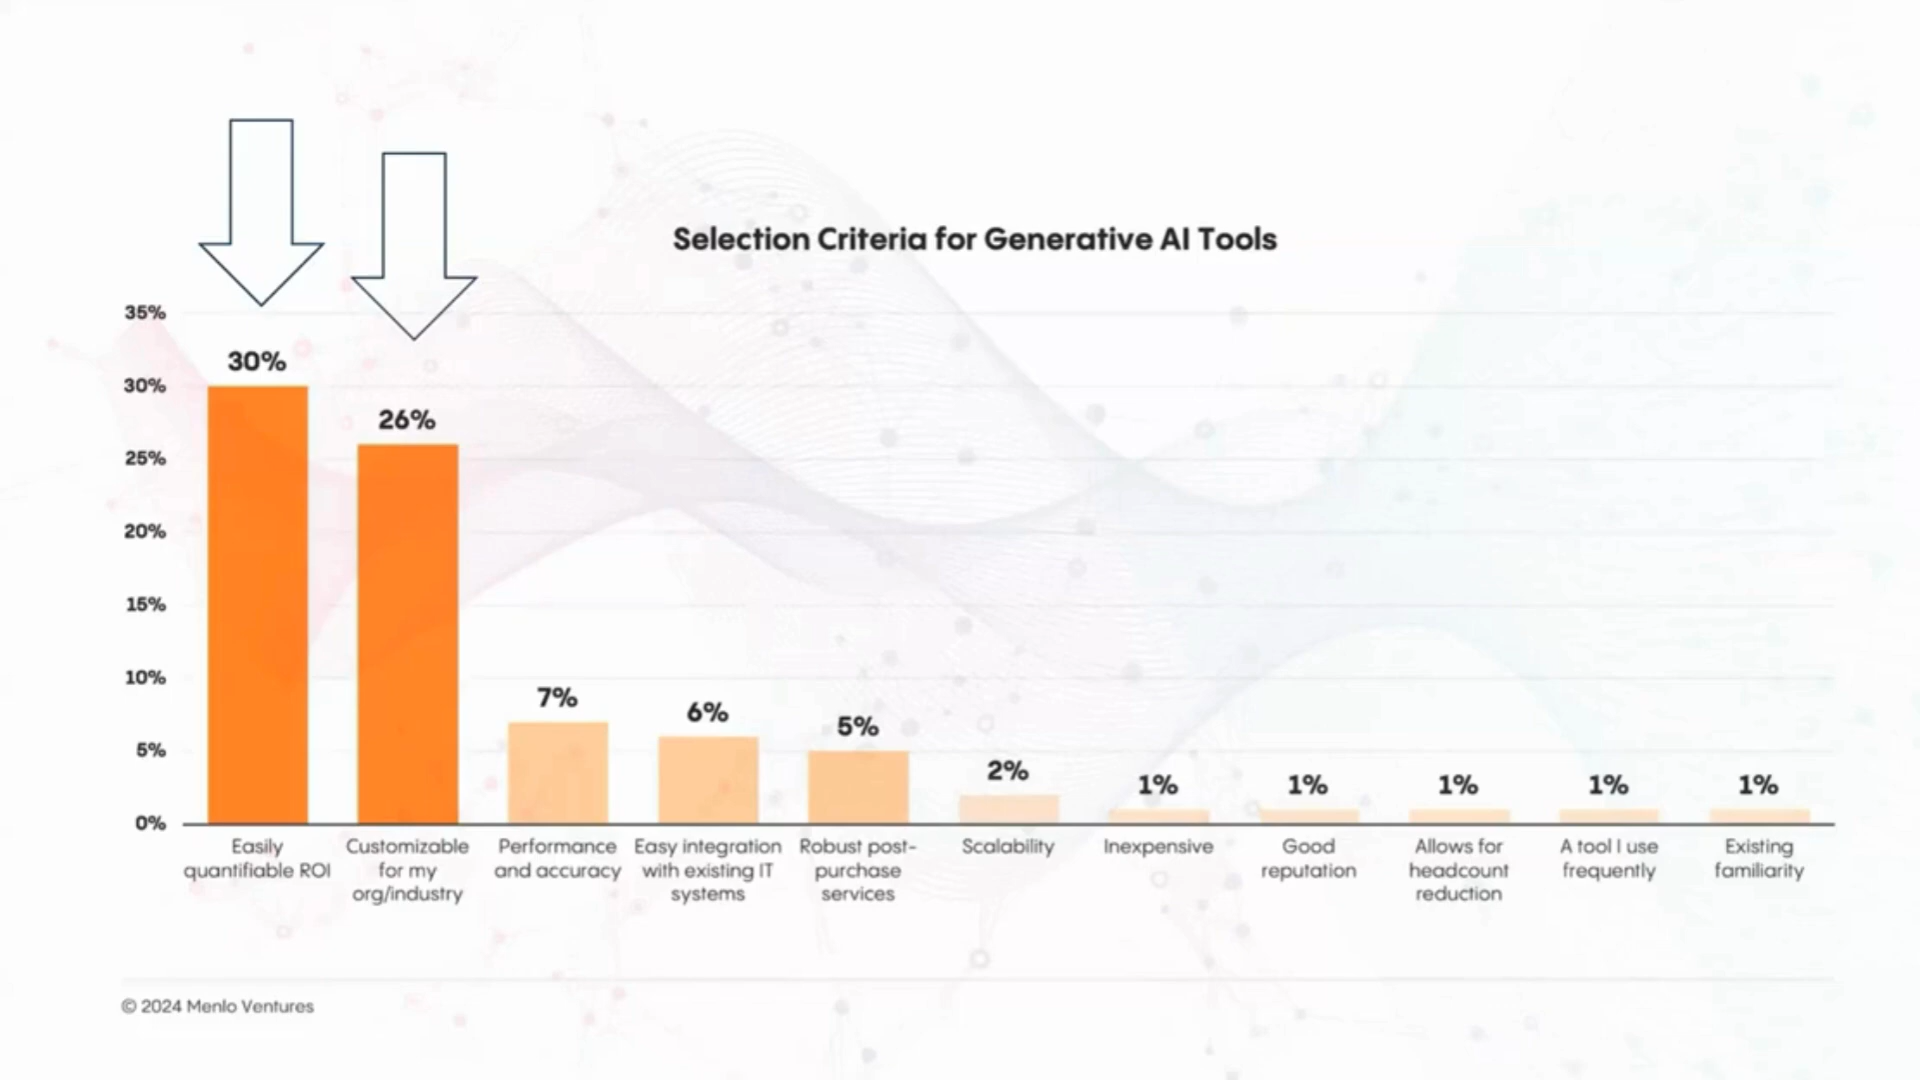 Selection Criteria for Generative AI Tools
35%
30%
25%
20%
15%
10%
5%
0%
30%
26%
7%
6%
5%
2%
1%
1%
1%
1%
1%
Easily
quantifiable ROI
Customizable
for my
org/industry
Performance
and accuracy
Easy integration
with existing IT
systems
Robust post-
purchase
services
Scalability
Inexpensive
Good
reputation
Allows for
headcount
reduction
A tool I use
frequently
Existing
familiarity
© 2024 Menlo Ventures